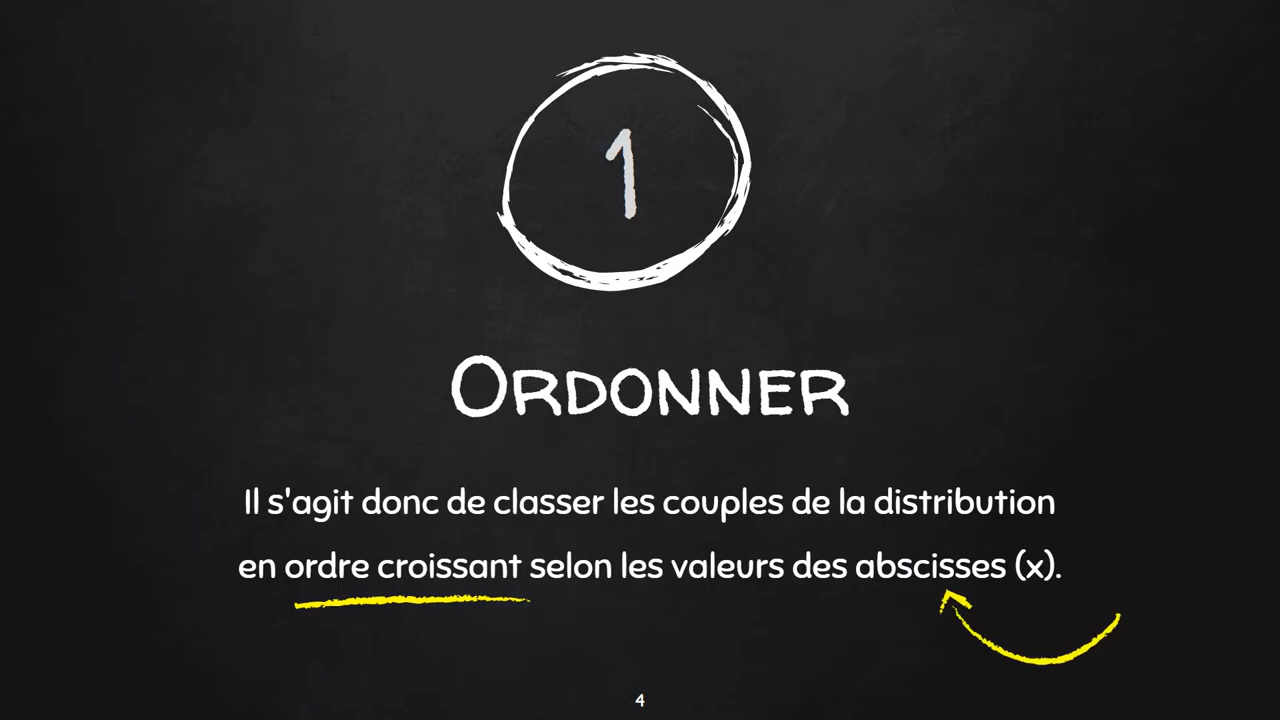 1
Ordonner
Il s'agit donc de classer les couples de la distribution
en ordre croissant selon les valeurs des abscisses (x).
4